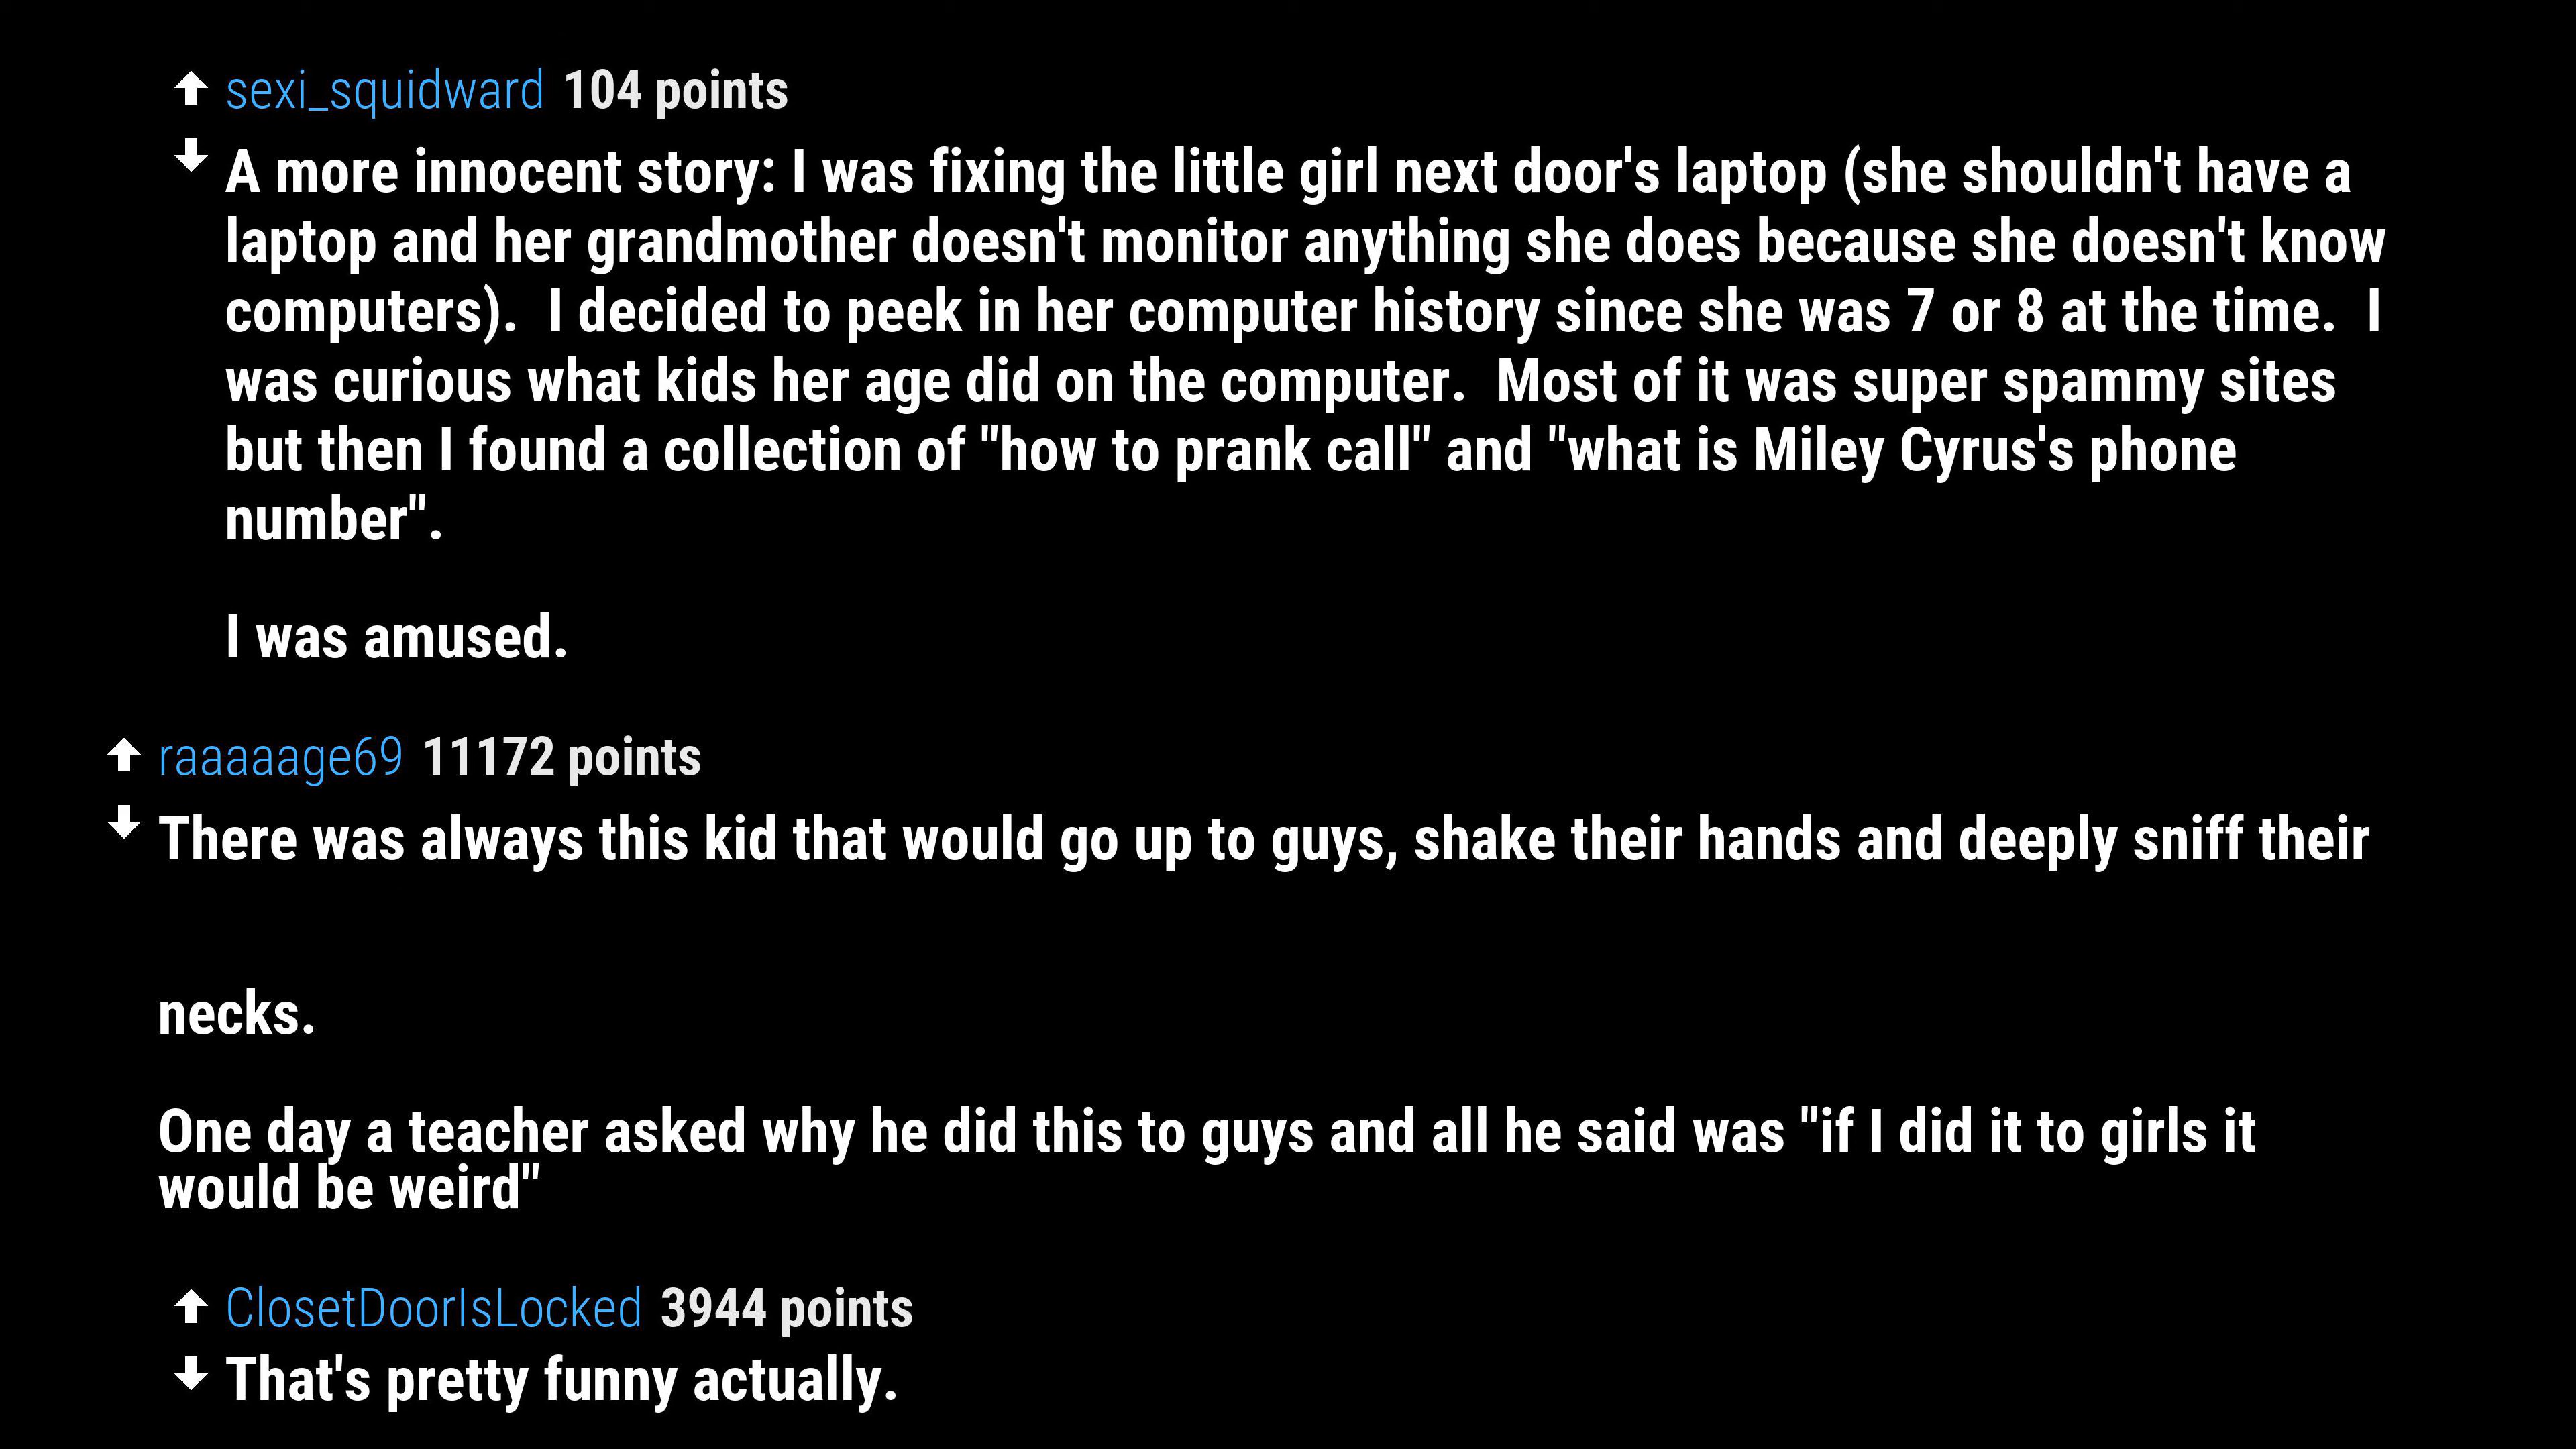 sexi_squidward 104 points
A more innocent story: I was fixing the little girl next door's laptop (she shouldn't have a
laptop and her grandmother doesn't monitor anything she does because she doesn't know
computers).  I decided to peek in her computer history since she was 7 or 8 at the time.  I
was curious what kids her age did on the computer.  Most of it was super spammy sites
but then I found a collection of "how to prank call" and "what is Miley Cyrus's phone
number".
I was amused.
raaaaage69 11172 points
There was always this kid that would go up to guys, shake their hands and deeply sniff their
necks.
One day a teacher asked why he did this to guys and all he said was "if I did it to girls it
would be weird"
ClosetDoorIsLocked 3944 points
That's pretty funny actually.